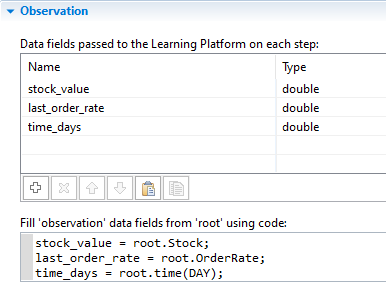 Observation
Data fields passed to the Learning Platform on each step:
Name Type
stock_value double
last_order_rate double
time_days double
Fill 'observation' data fields from 'root' using code:
stock_value = root.Stock;
last_order_rate = root.OrderRate;
time_days = root.time(DAY);